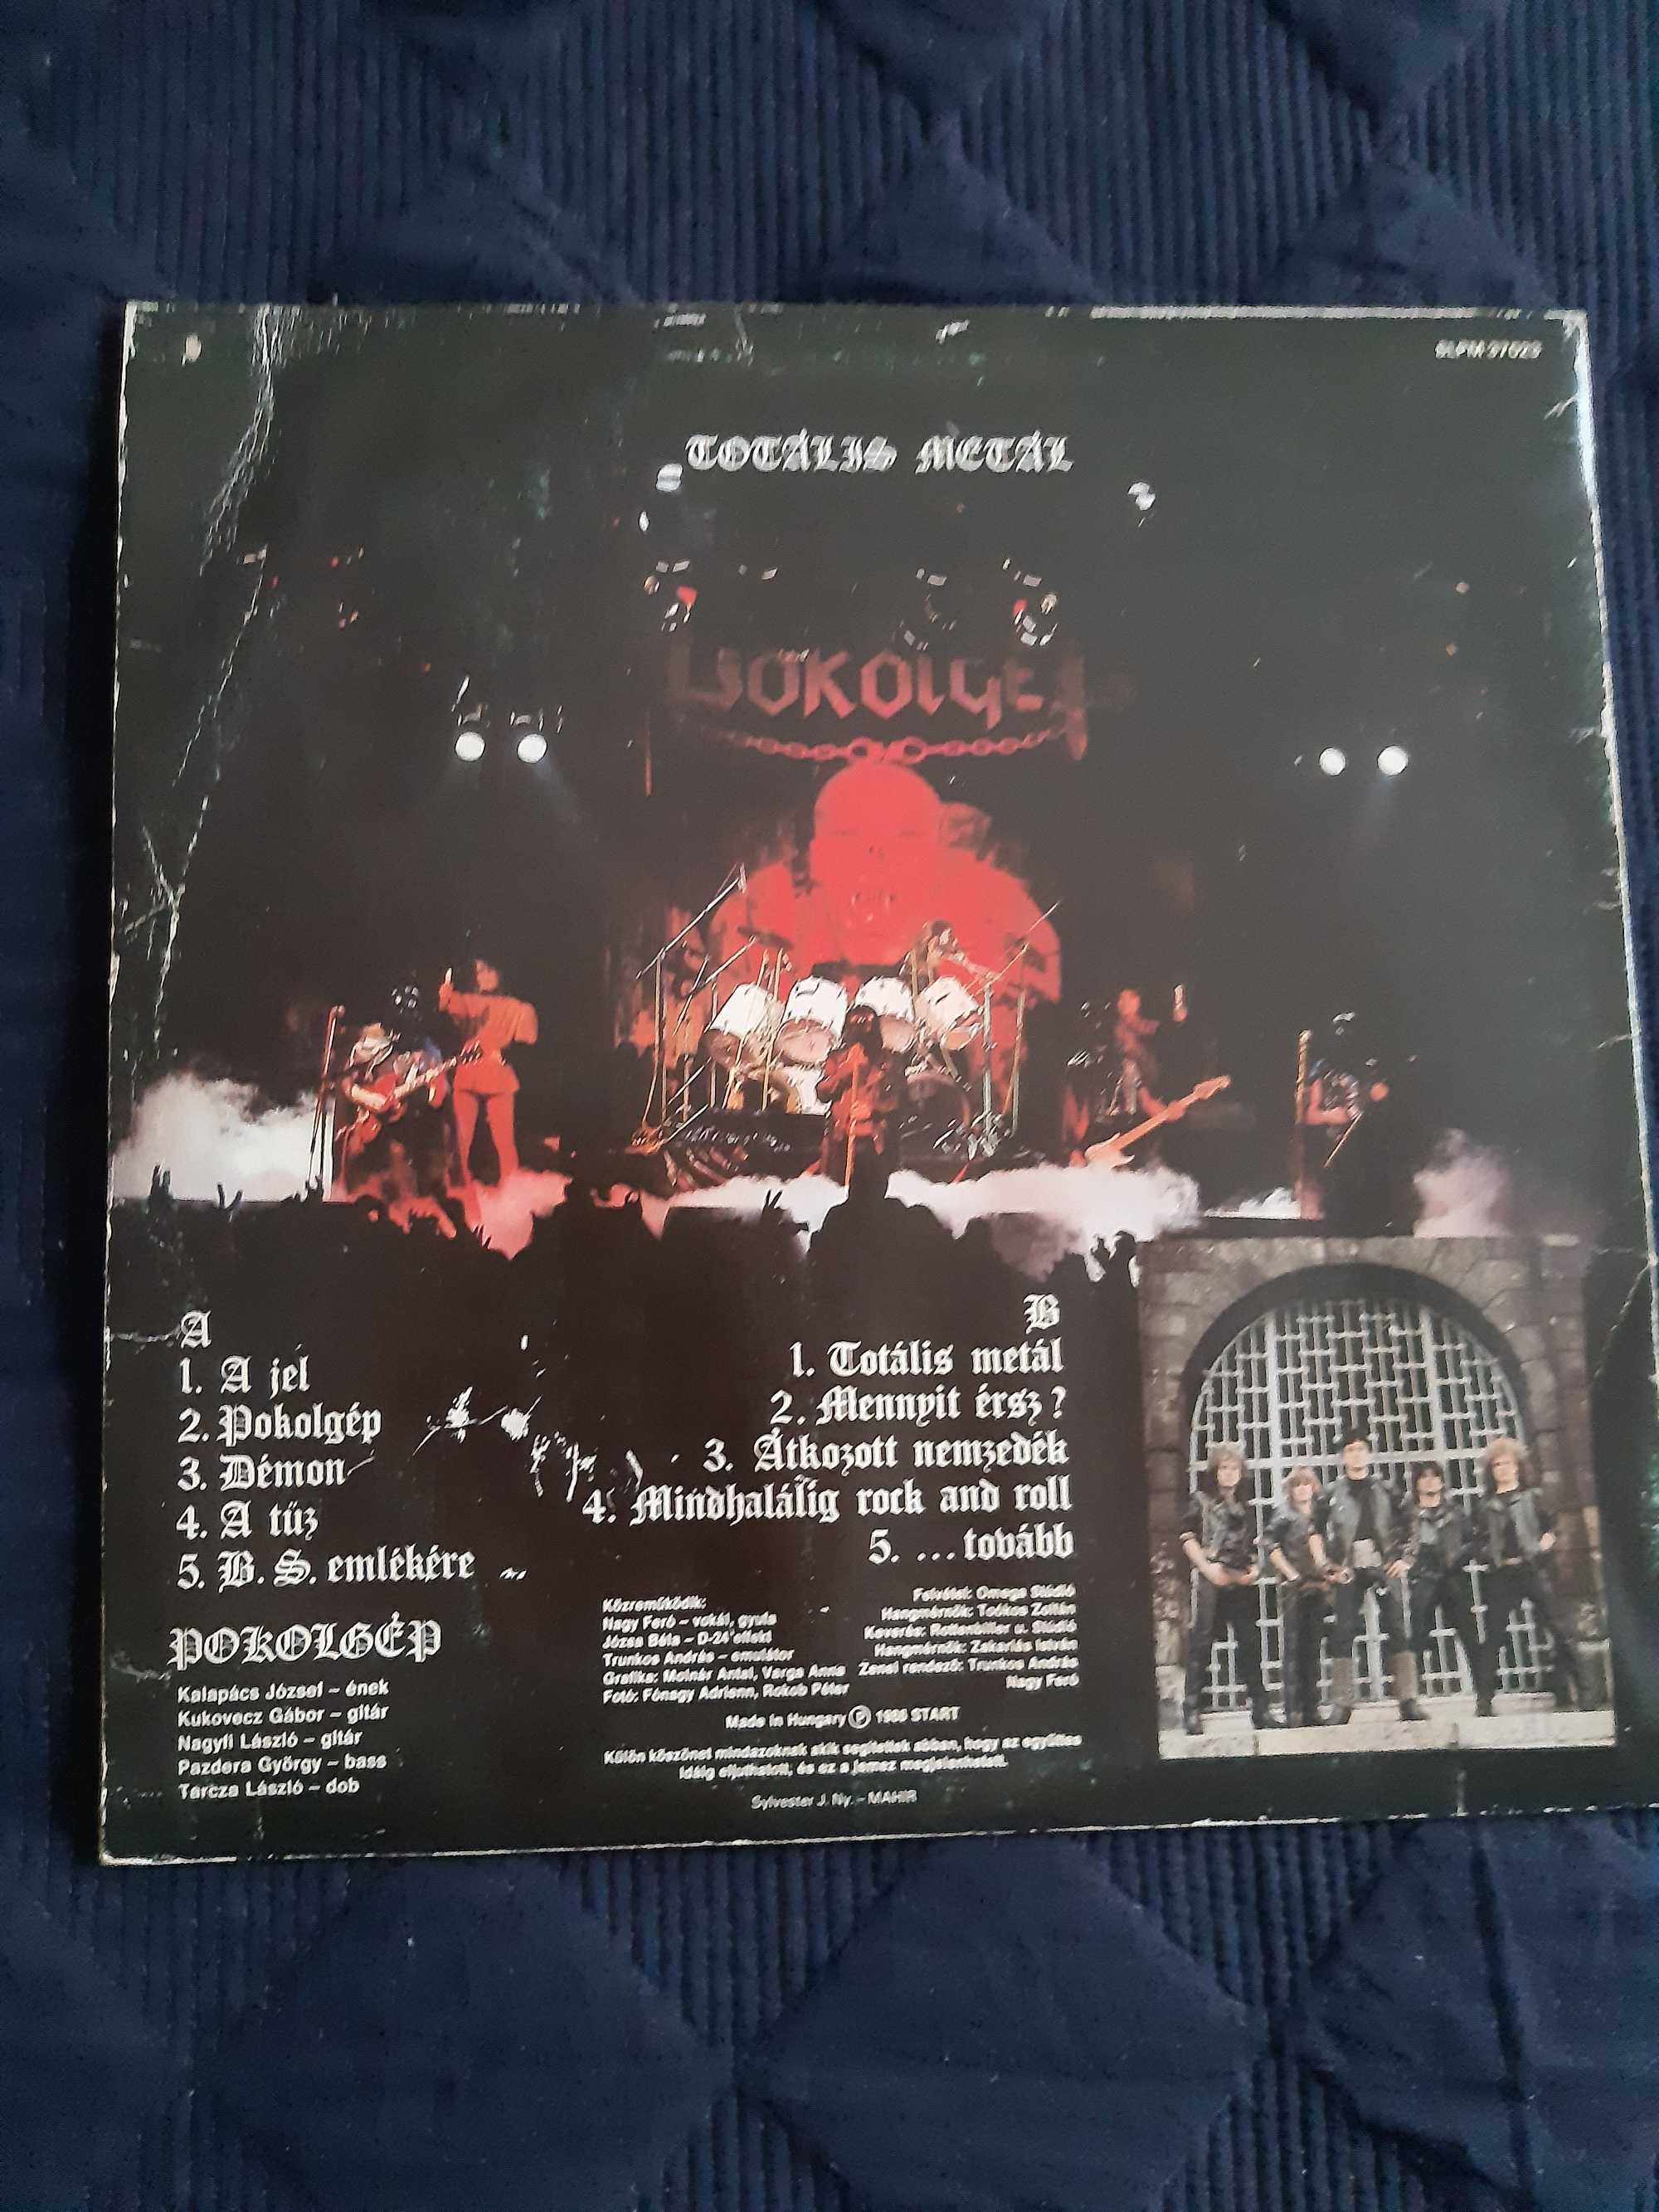 SLPM 37023
TOTÁLIS METÁL
POKOLGÉP
A
1. A jel
2. Pokolgép
3. Démon
4. A tűz
5. B. S. emlékére
B
1. Totális metál
2. Mennyit érsz?
3. Átkozott nemzedék
4. Mindhalálig rock and roll
5. ... tovább
POKOLGÉP
Kalapács József – ének
Kukovecz Gábor – gitár
Nagyfi László – gitár
Pazdera György – bass
Tarcza László – dob
Közreműködik:
Nagy Feró – vokál, gyula
Józsa Béla – D-24 effekt
Trunkos András – emulátor
Grafika: Molnár Antal, Varga Anna
Fotó: Fónagy Adrienn, Rokob Péter
Felvétel: Omega Stúdió
Hangmérnök: Toókos Zoltán
Keverés: Rottenbiller u. Stúdió
Hangmérnök: Zakariás István
Zenei rendező: Trunkos András
Nagy Feró
Made in Hungary Ⓟ 1986 START
Külön köszönet mindazoknak akik segítettek abban, hogy az együttes
idáig eljuthatott, és ez a lemez megjelenhetett.
Sylvester J. Ny. – MAHIR